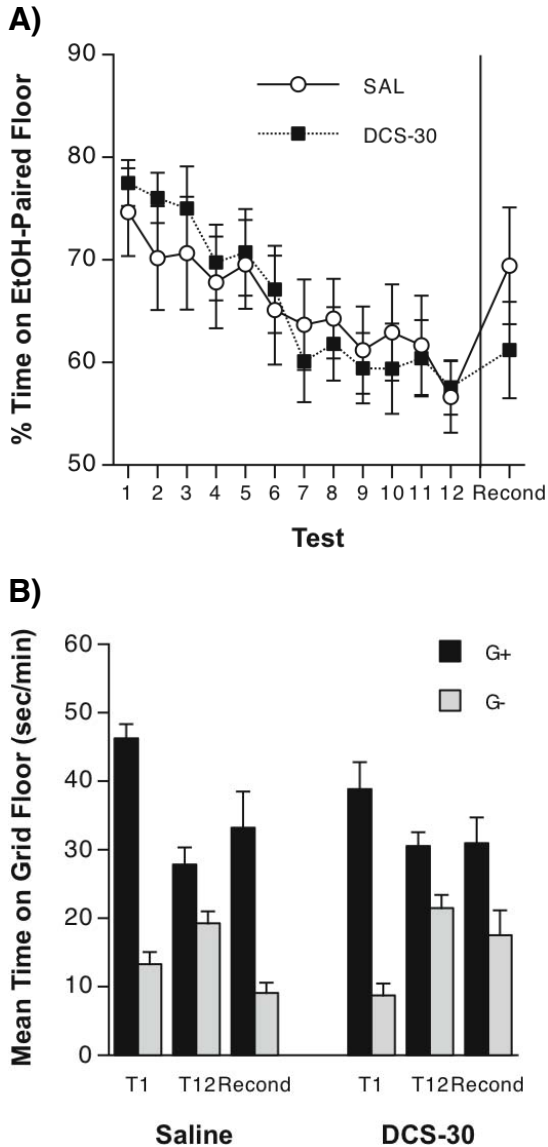 A)
90
80
70
60
50
% Time on EtOH-Paired Floor
SAL
DCS-30
1 2 3 4 5 6 7 8 9 10 11 12 Recond
Test
B)
60
50
40
30
20
10
0
Mean Time on Grid Floor (sec/min)
G+
G-
T1 T12 Recond T1 T12 Recond
Saline DCS-30